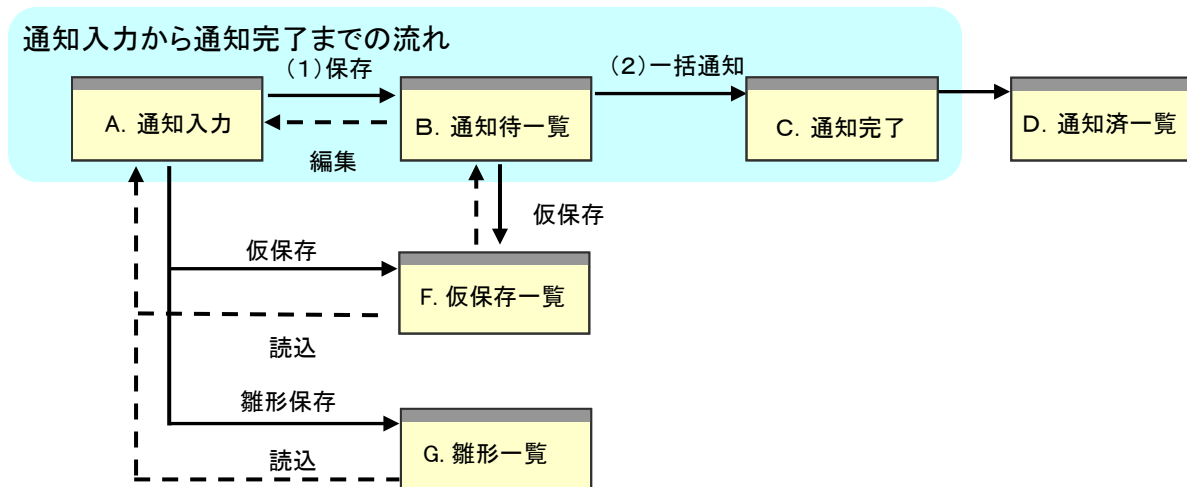 通知入力から通知完了までの流れ
(1)保存
(2)一括通知
A. 通知入力
B. 通知待一覧
C. 通知完了
D. 通知済一覧
編集
仮保存
仮保存
F. 仮保存一覧
読込
雛形保存
G. 雛形一覧
読込